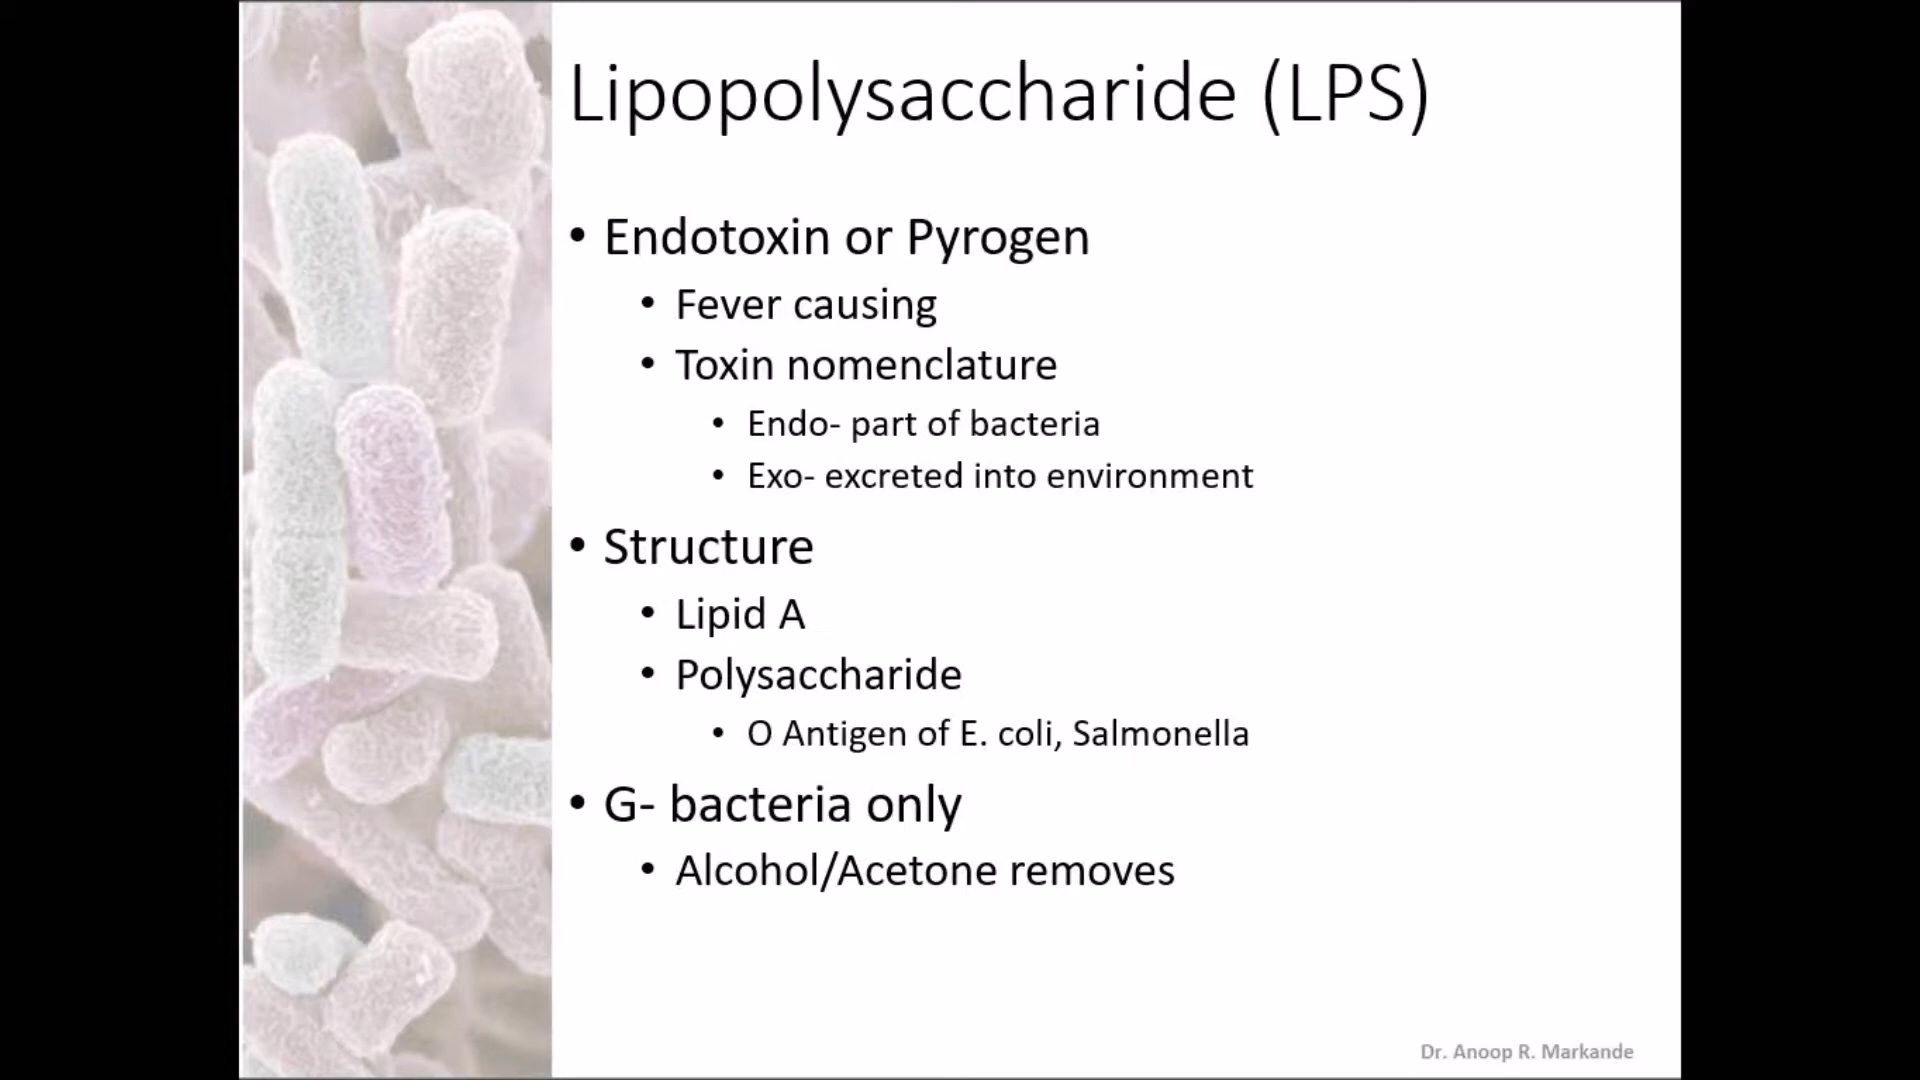 Lipopolysaccharide (LPS)
• Endotoxin or Pyrogen
• Fever causing
• Toxin nomenclature
• Endo- part of bacteria
• Exo- excreted into environment
• Structure
• Lipid A
• Polysaccharide
• O Antigen of E. coli, Salmonella
• G- bacteria only
• Alcohol/Acetone removes
Dr. Anoop R. Markande